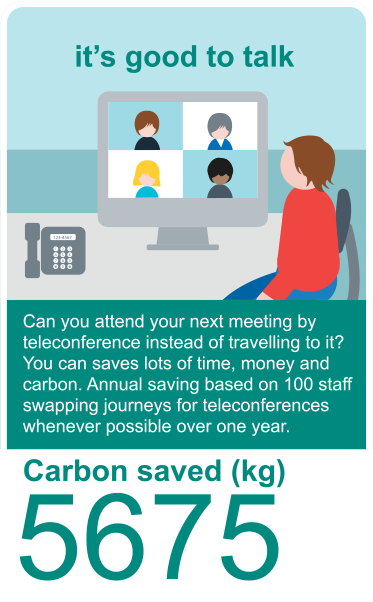 it's good to talk
Can you attend your next meeting by
teleconference instead of travelling to it?
You can saves lots of time, money and
carbon. Annual saving based on 100 staff
swapping journeys for teleconferences
whenever possible over one year.
Carbon saved (kg)
5675